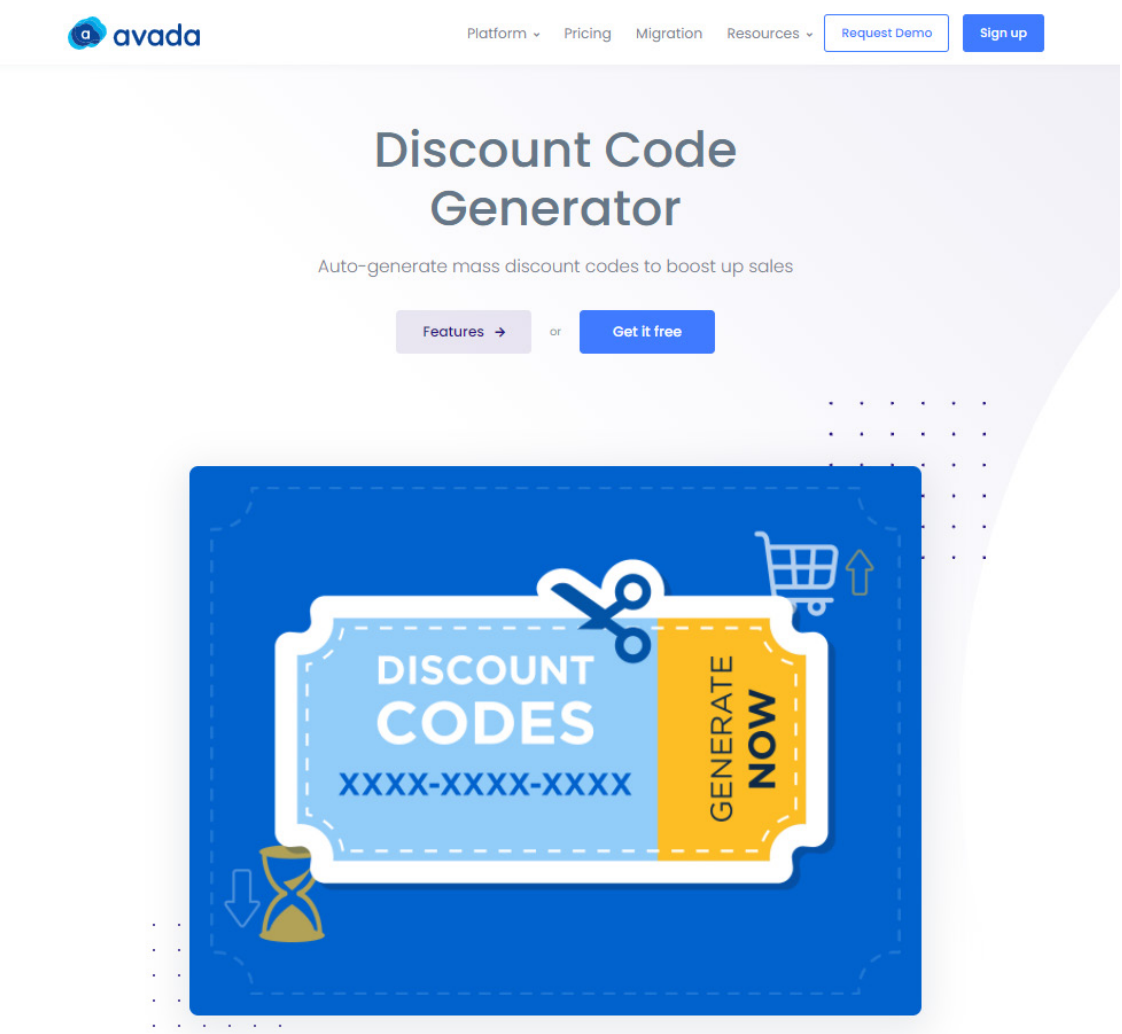 a avada
Platform Pricing Migration Resources Request Demo Sign up
Discount Code
Generator
Auto-generate mass discount codes to boost up sales
Features → or Get it free
DISCOUNT
CODES
XXXX-XXXX-XXXX
GENERATE
NOW